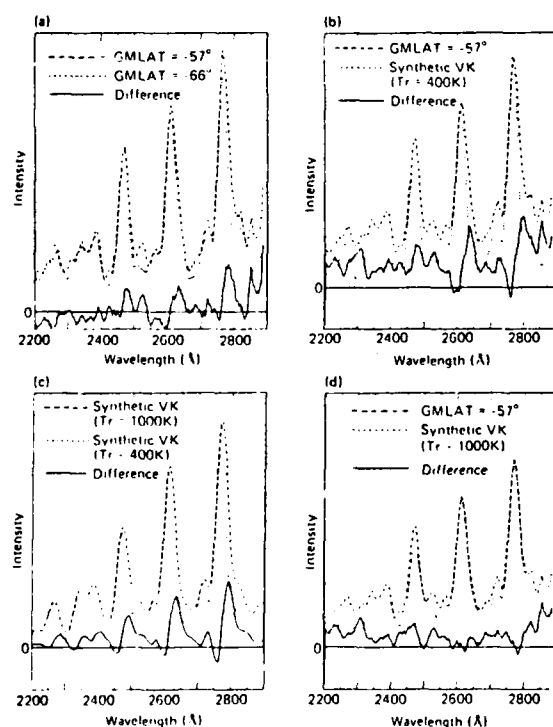 (a)
GMLAT = -57°
GMLAT = -66°
Difference
Intensity
0
2200 2400 2600 2800
Wavelength (Å)
(b)
GMLAT = -57°
Synthetic VK
(Tr = 400K)
Difference
Intensity
0
2200 2400 2600 2800
Wavelength (Å)
(c)
Synthetic VK
(Tr - 1000K)
Synthetic VK
(Tr - 400K)
Difference
Intensity
0
2200 2400 2600 2800
Wavelength (Å)
(d)
GMLAT = -57°
Synthetic VK
(Tr - 1000K)
Difference
Intensity
0
2200 2400 2600 2800
Wavelength (Å)